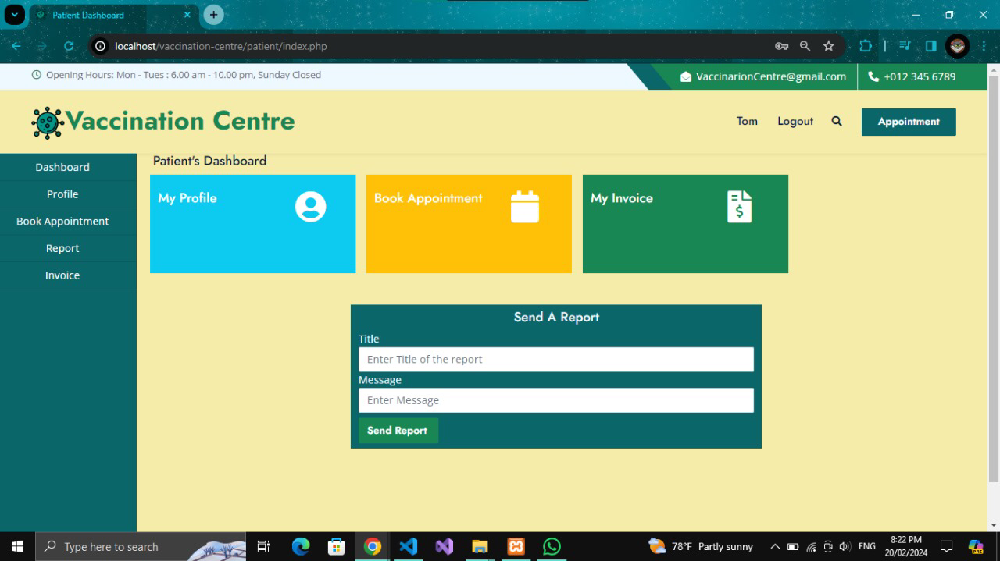 Patient Dashboard
localhost/vaccination-centre/patient/index.php
Opening Hours: Mon - Tues : 6.00 am - 10.00 pm, Sunday Closed
VaccinarionCentre@gmail.com
+012 345 6789
Vaccination Centre
Tom
Logout
Appointment
Dashboard
Profile
Book Appointment
Report
Invoice
Patient's Dashboard
My Profile
Book Appointment
My Invoice
$
Send A Report
Title
Enter Title of the report
Message
Enter Message
Send Report
Type here to search
78°F Partly sunny
ENG
8:22 PM
20/02/2024
PRE